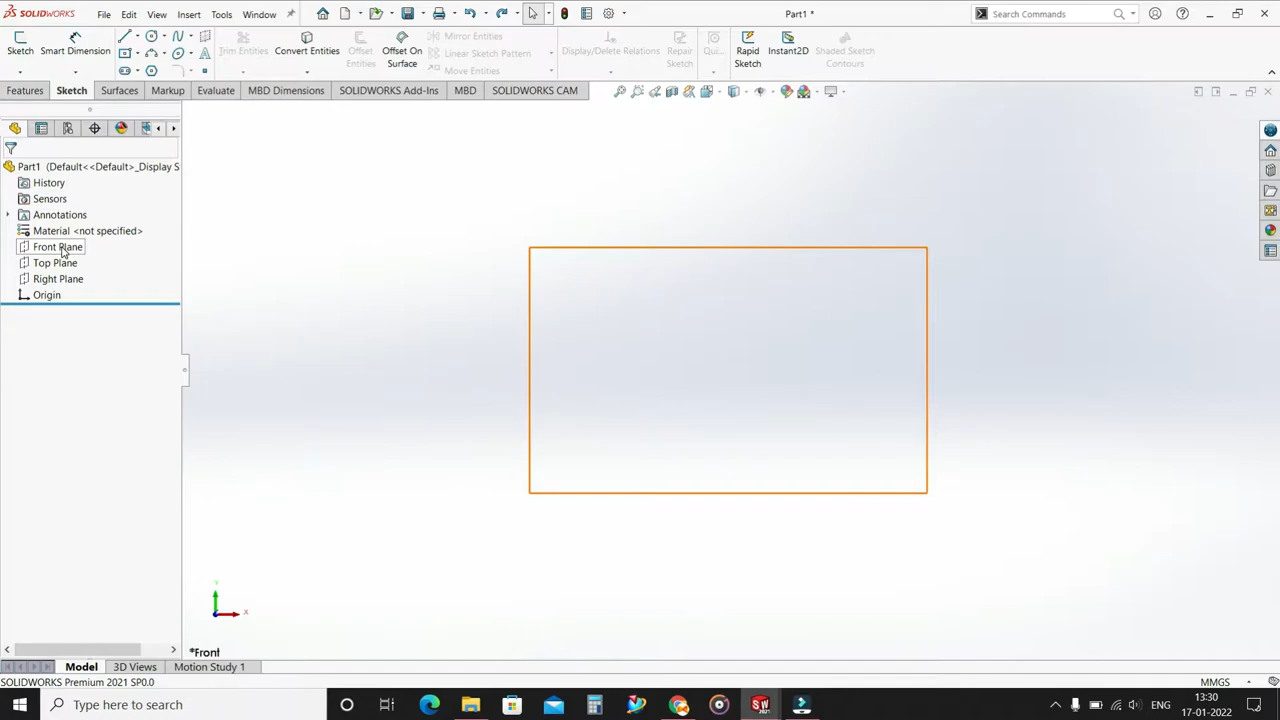 SOLIDWORKS File Edit View Insert Tools Window Part1 * Search Commands
Sketch Smart Dimension Trim Entities Convert Entities Offset Entities Offset On Surface Mirror Entities Linear Sketch Pattern Move Entities Display/Delete Relations Repair Sketch Qui... Rapid Sketch Instant2D Shaded Sketch Contours
Features Sketch Surfaces Markup Evaluate MBD Dimensions SOLIDWORKS Add-Ins MBD SOLIDWORKS CAM
Part1 (Default<<Default>_Display S
History
Sensors
Annotations
Material <not specified>
Front Plane
Top Plane
Right Plane
Origin
Y
X
*Front
Model 3D Views Motion Study 1
SOLIDWORKS Premium 2021 SP0.0 MMGS
Type here to search 13:30
17-01-2022